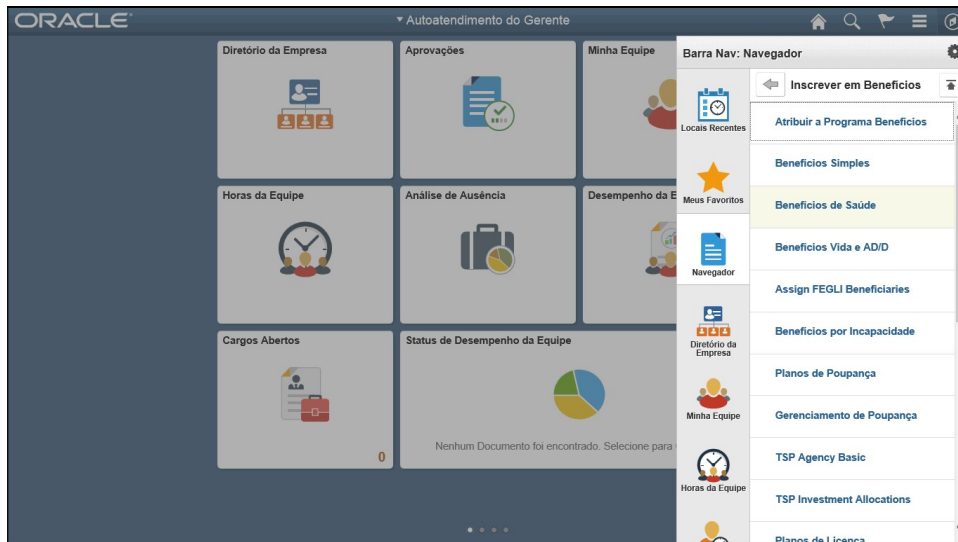 ORACLE
Autoatendimento do Gerente
Diretório da Empresa
Aprovações
Minha Equipe
Horas da Equipe
Análise de Ausência
Desempenho da E
Cargos Abertos
0
Status de Desempenho da Equipe
Nenhum Documento foi encontrado. Selecione para
Barra Nav: Navegador
Locais Recentes
Meus Favoritos
Navegador
Diretório da
Empresa
Minha Equipe
Horas da Equipe
Inscrever em Benefícios
Atribuir a Programa Benefícios
Benefícios Simples
Benefícios de Saúde
Benefícios Vida e AD/D
Assign FEGLI Beneficiaries
Benefícios por Incapacidade
Planos de Poupança
Gerenciamento de Poupança
TSP Agency Basic
TSP Investment Allocations
Planos de Licença